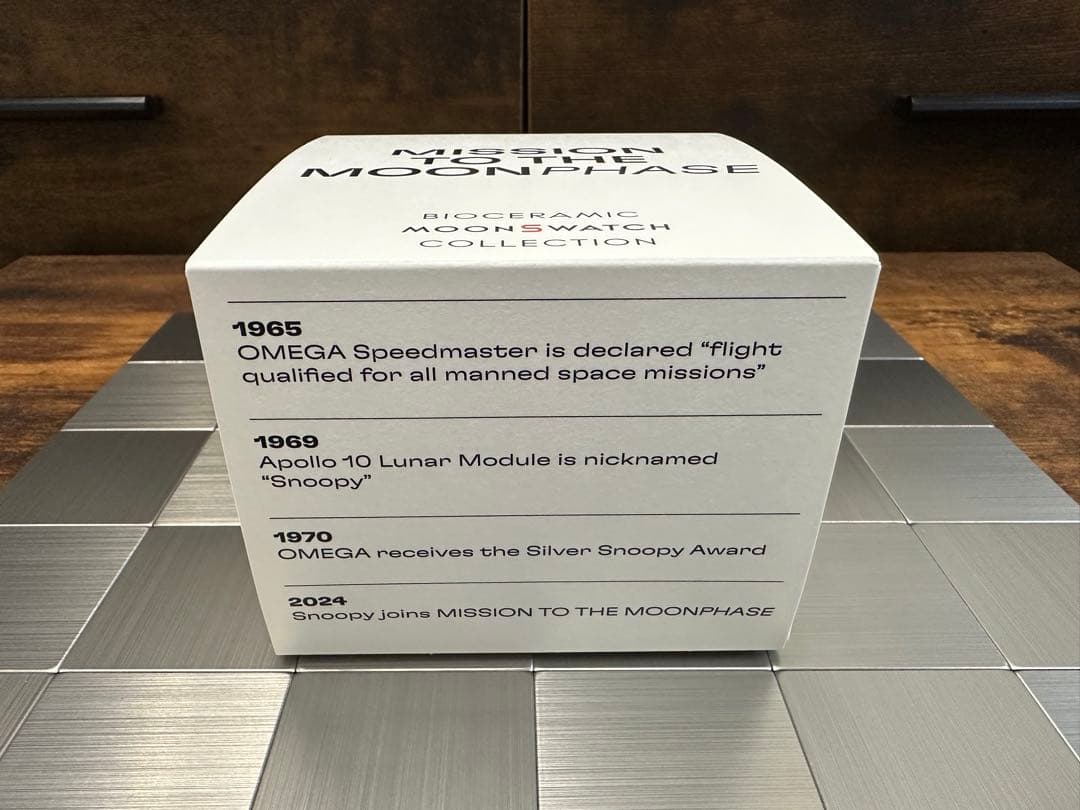 MISSION
TO THE
MOONPHASE
BIOCERAMIC
MOONSWATCH
COLLECTION
1965
OMEGA Speedmaster is declared “flight
qualified for all manned space missions”
1969
Apollo 10 Lunar Module is nicknamed
“Snoopy”
1970
OMEGA receives the Silver Snoopy Award
2024
Snoopy joins MISSION TO THE MOONPHASE